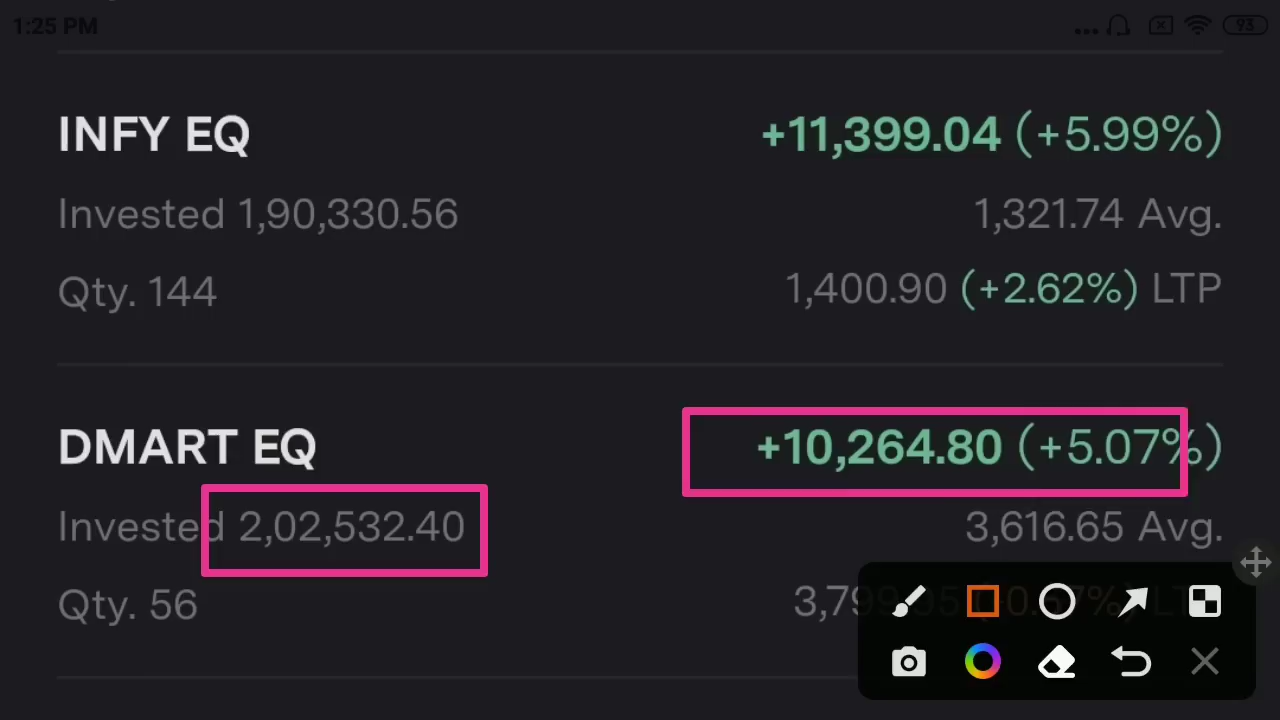 1:25 PM
93
INFY EQ
+11,399.04 (+5.99%)
Invested 1,90,330.56
1,321.74 Avg.
Qty. 144
1,400.90 (+2.62%) LTP
DMART EQ
+10,264.80 (+5.07%)
Invested 2,02,532.40
3,616.65 Avg.
Qty. 56